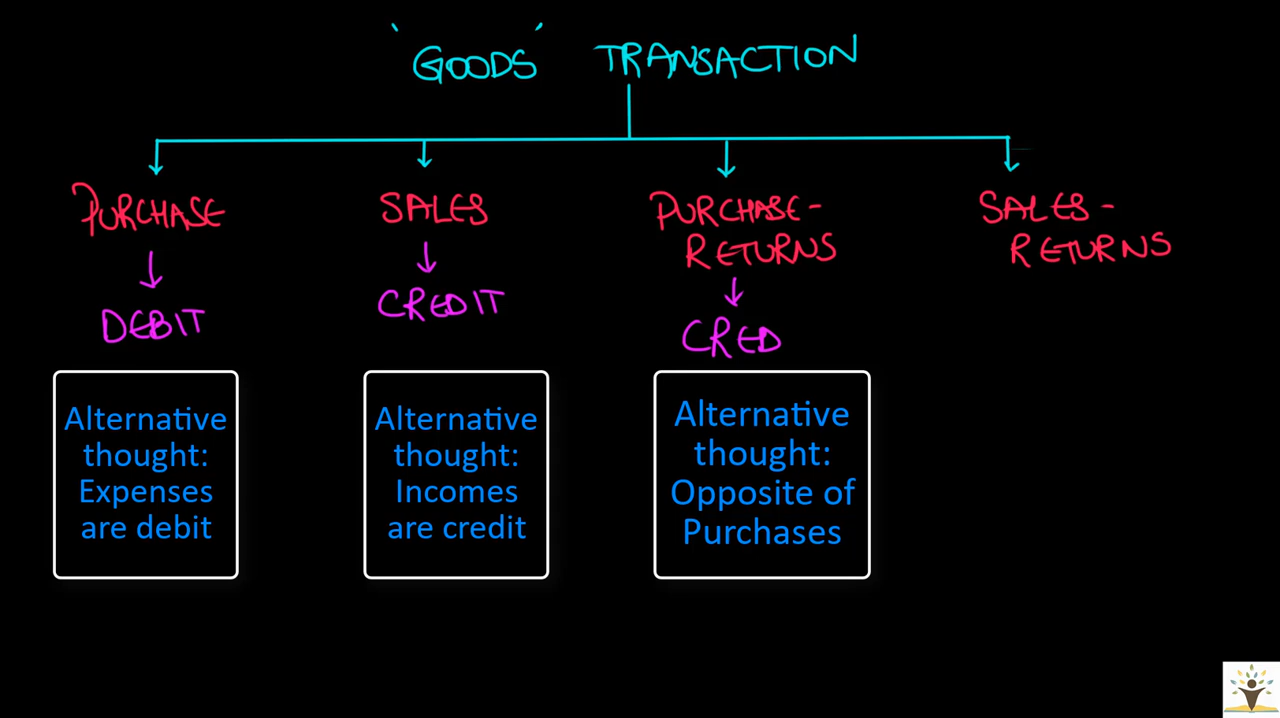 'GOODS' TRANSACTION
PURCHASE
DEBIT
Alternative
thought:
Expenses
are debit
SALES
CREDIT
Alternative
thought:
Incomes
are credit
PURCHASE-
RETURNS
CRED
Alternative
thought:
Opposite of
Purchases
SALES-
RETURNS